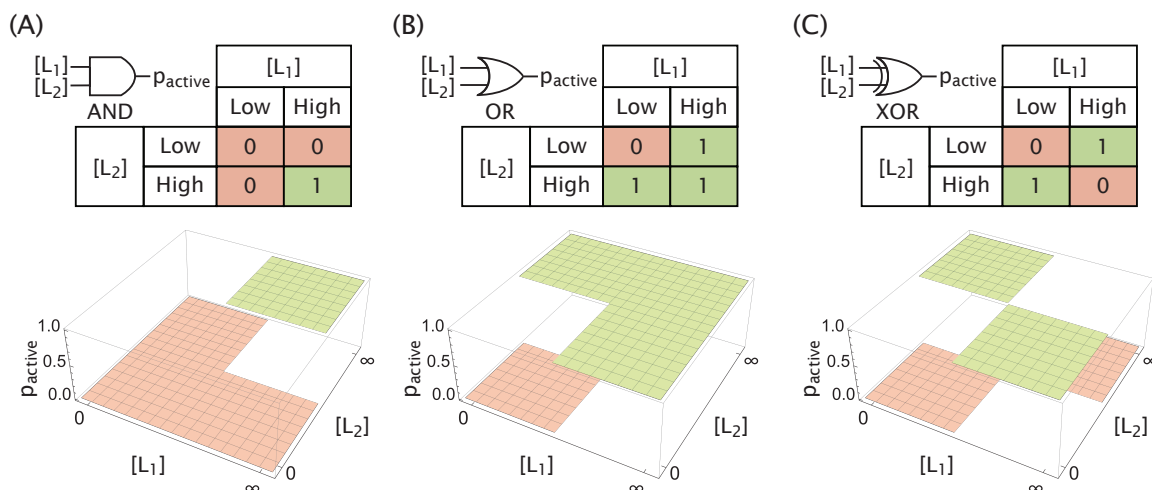 (A)
[L1]
[L2]
pactive
AND
[L1]
Low High
[L2]
Low 0 0
High 0 1
1.0
0.5
0.0
pactive
0
[L1]
∞
0
[L2]
∞
(B)
[L1]
[L2]
pactive
OR
[L1]
Low High
[L2]
Low 0 1
High 1 1
1.0
0.5
0.0
pactive
0
[L1]
∞
0
[L2]
∞
(C)
[L1]
[L2]
pactive
XOR
[L1]
Low High
[L2]
Low 0 1
High 1 0
1.0
0.5
0.0
pactive
0
[L1]
∞
0
[L2]
∞